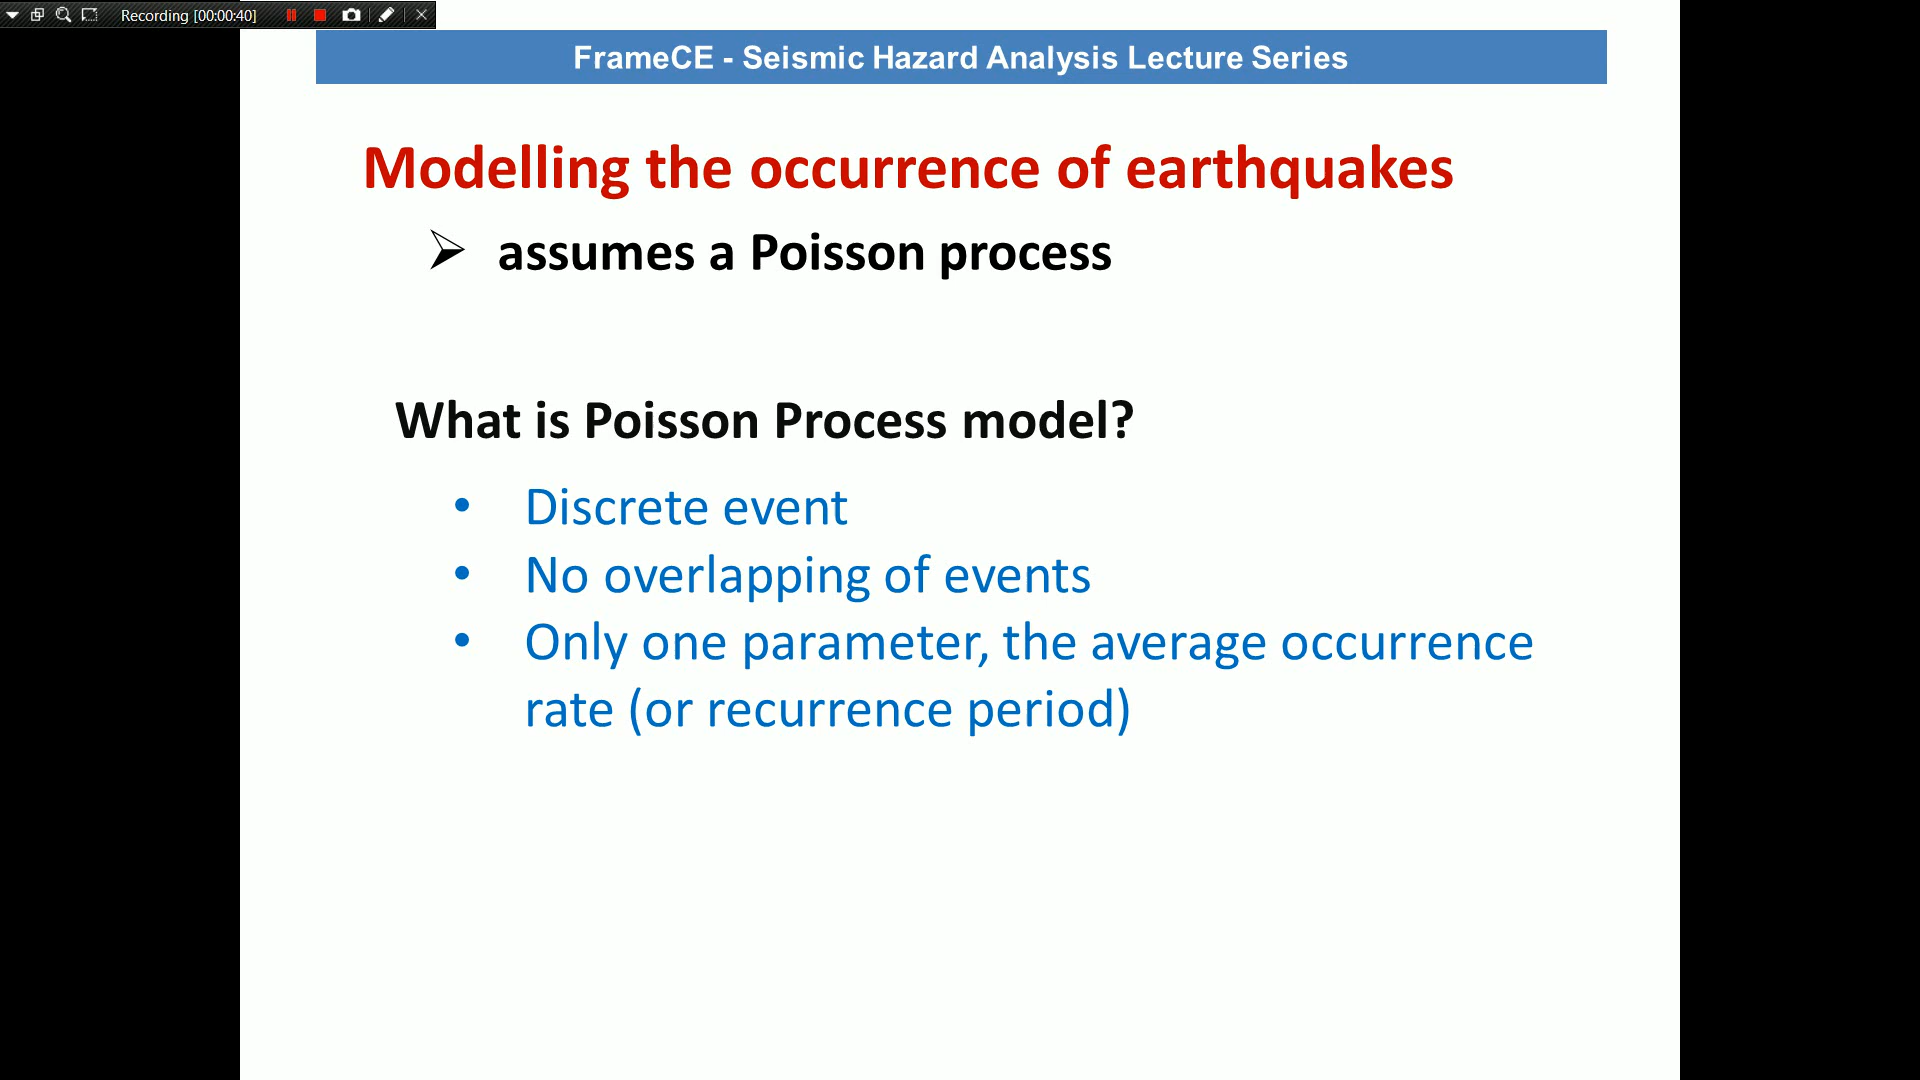 Recording [00:00:40]
FrameCE - Seismic Hazard Analysis Lecture Series
Modelling the occurrence of earthquakes
➢ assumes a Poisson process
What is Poisson Process model?
• Discrete event
• No overlapping of events
• Only one parameter, the average occurrence
rate (or recurrence period)